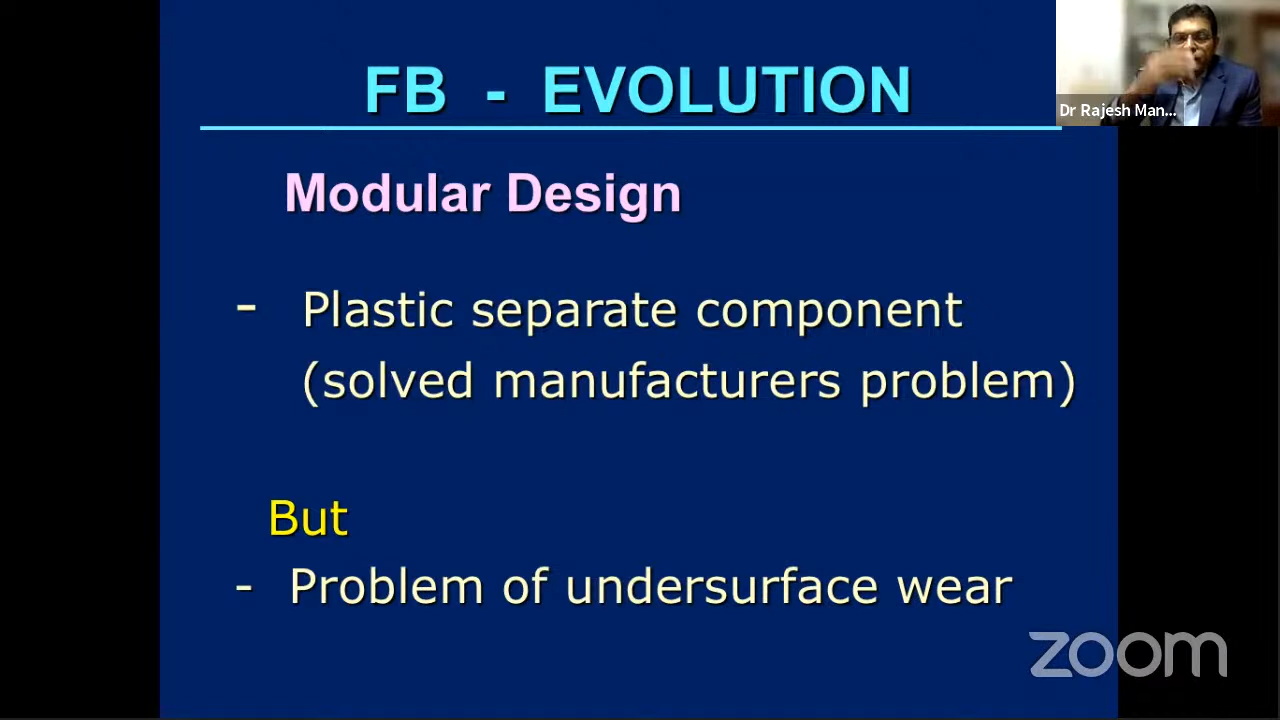 FB - EVOLUTION
Dr Rajesh Man...
Modular Design
- Plastic separate component
(solved manufacturers problem)
But
- Problem of undersurface wear
zoom